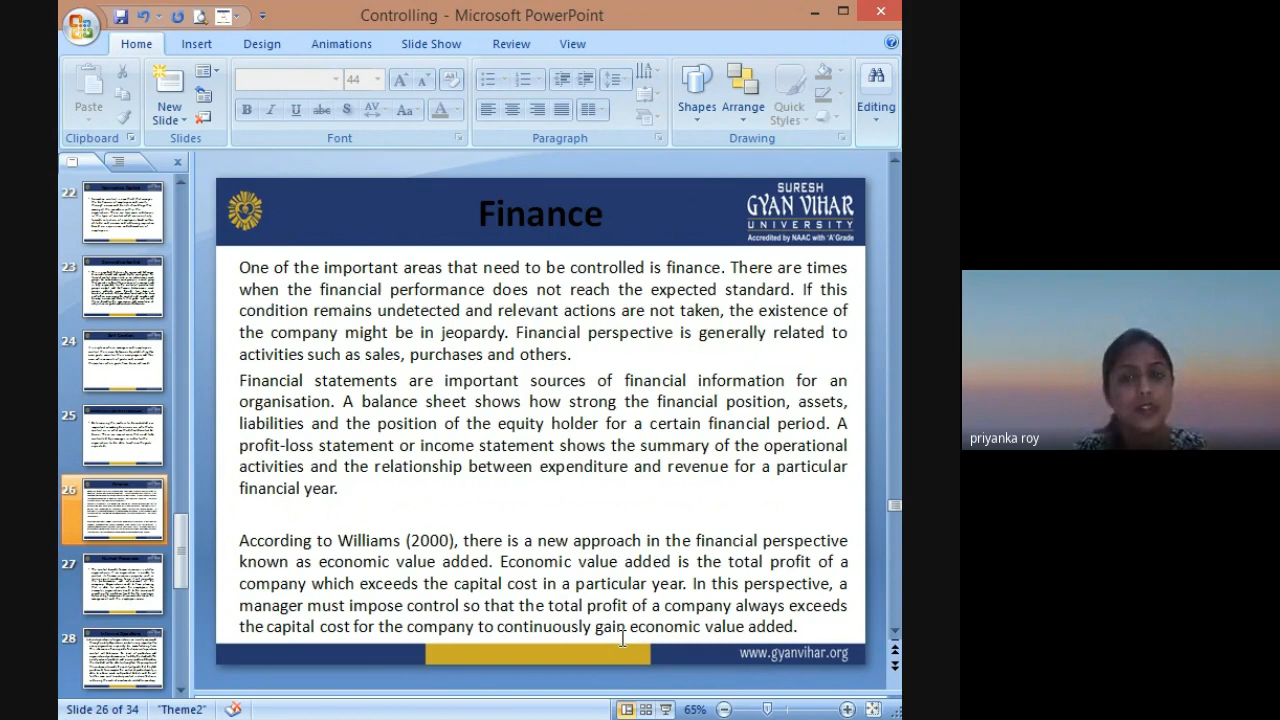 Controlling - Microsoft PowerPoint
Home Insert Design Animations Slide Show Review View
44
Paste
New
Slide
Shapes Arrange Quick
Styles
Editing
Clipboard Slides Font Paragraph Drawing
22
23
24
25
26
27
28
SURESH
GYAN VIHAR
UNIVERSITY
Accredited by NAAC with 'A'Grade
Finance
One of the important areas that need to be controlled is finance. There are times
when the financial performance does not reach the expected standard. If this
condition remains undetected and relevant actions are not taken, the existence of
the company might be in jeopardy. Financial perspective is generally related to
activities such as sales, purchases and others.
Financial statements are important sources of financial information for an
organisation. A balance sheet shows how strong the financial position, assets,
liabilities and the position of the equity holder for a certain financial period. A
profit-loss statement or income statement shows the summary of the operational
activities and the relationship between expenditure and revenue for a particular
financial year.
According to Williams (2000), there is a new approach in the financial perspective
known as economic value added. Economic value added is the total profit of a
company which exceeds the capital cost in a particular year. In this perspective, a
manager must impose control so that the total profit of a company always exceeds
the capital cost for the company to continuously gain economic value added.
www.gyanvihar.org
priyanka roy
Slide 26 of 34 "Theme2" 65%